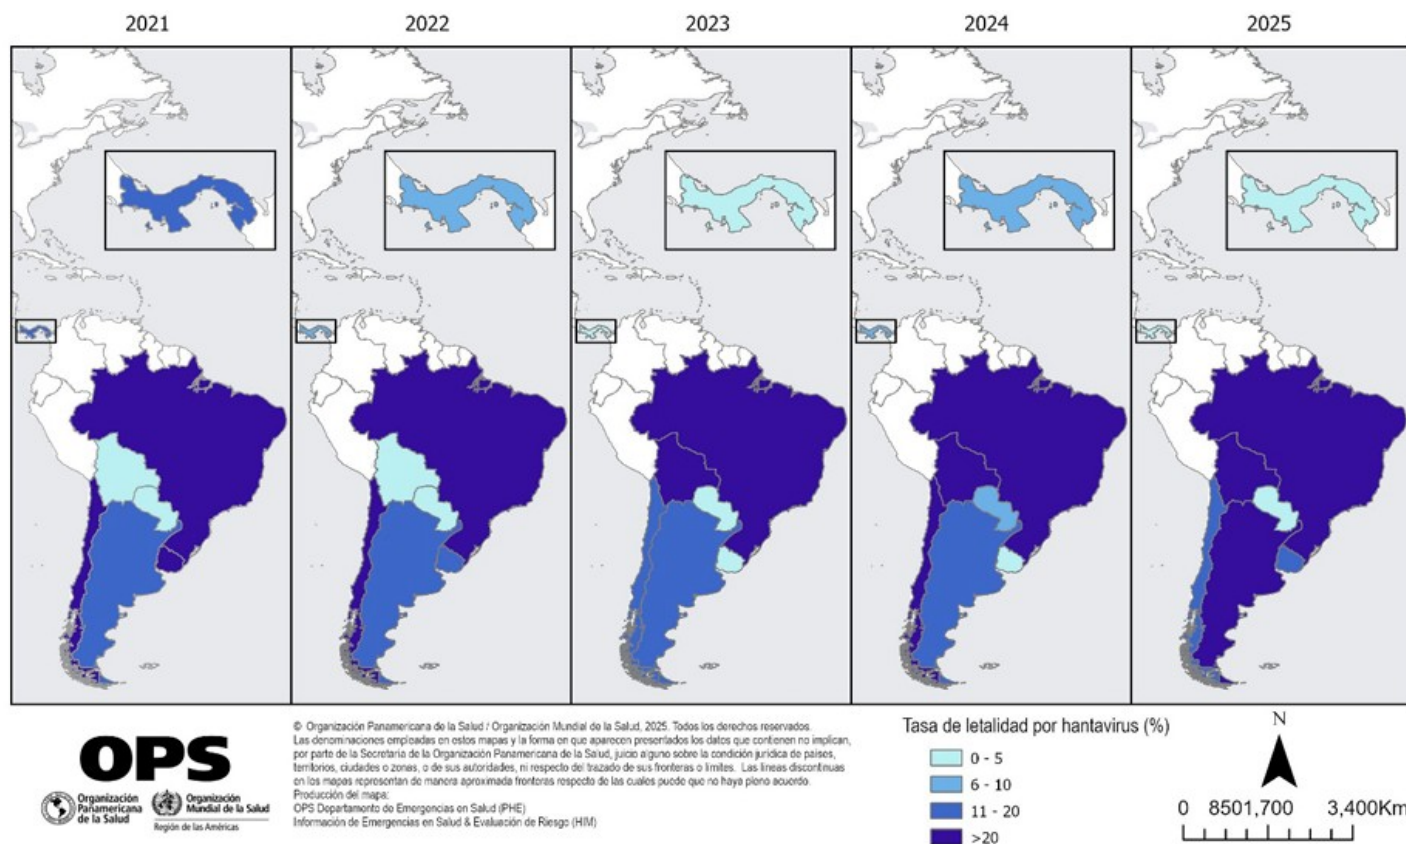 2021
2022
2023
2024
2025
OPS
Organización
Panamericana
de la Salud
Organización
Mundial de la Salud
Región de las Américas
© Organización Panamericana de la Salud / Organización Mundial de la Salud, 2025. Todos los derechos reservados.
Las denominaciones empleadas en estos mapas y la forma en que aparecen presentados los datos que contienen no implican,
por parte de la Secretaría de la Organización Panamericana de la Salud, juicio alguno sobre la condición jurídica de países,
territorios, ciudades o zonas, o de sus autoridades, ni respecto del trazado de sus fronteras o límites. Las líneas discontinuas
en los mapas representan de manera aproximada fronteras respecto de las cuales puede que no haya pleno acuerdo.
Producción del mapa:
OPS Departamento de Emergencias en Salud (PHE)
Información de Emergencias en Salud & Evaluación de Riesgo (HIM)
Tasa de letalidad por hantavirus (%)
0 - 5
6 - 10
11 - 20
>20
N
0 8501,700 3,400Km